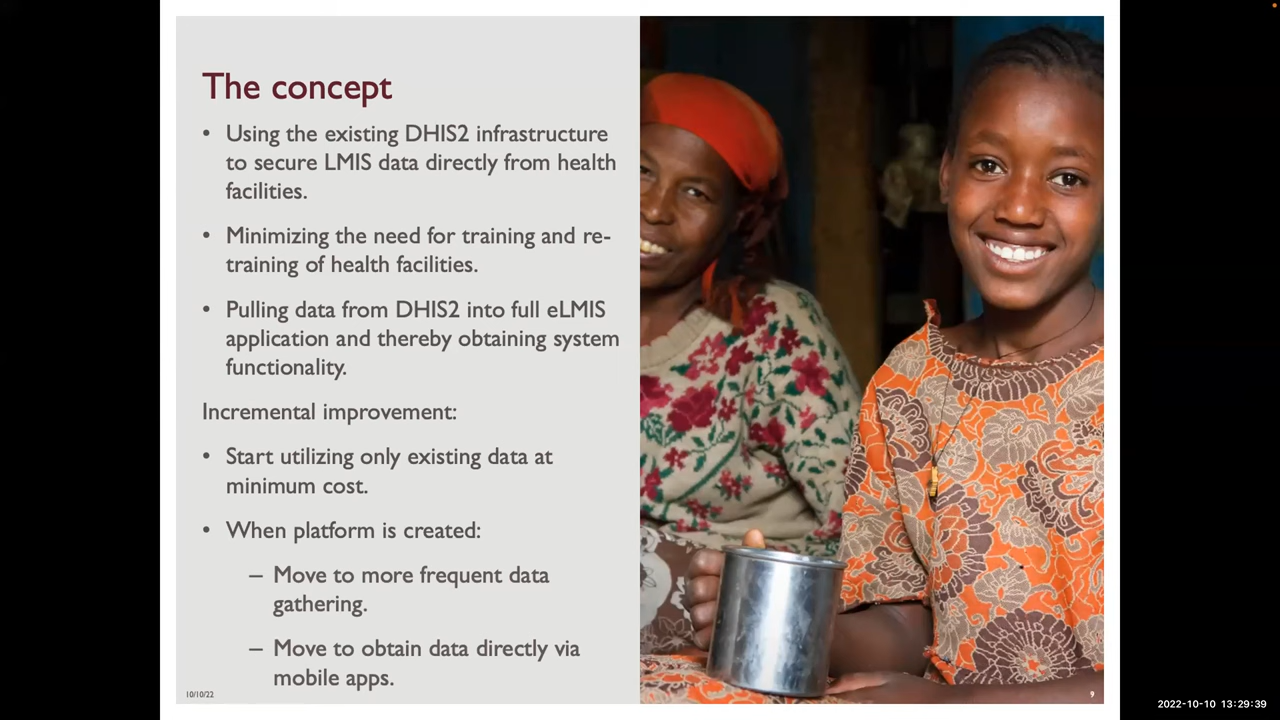 The concept
• Using the existing DHIS2 infrastructure
to secure LMIS data directly from health
facilities.
• Minimizing the need for training and re-
training of health facilities.
• Pulling data from DHIS2 into full eLMIS
application and thereby obtaining system
functionality.
Incremental improvement:
• Start utilizing only existing data at
minimum cost.
• When platform is created:
– Move to more frequent data
gathering.
– Move to obtain data directly via
mobile apps.
10/10/22
9
2022-10-10 13:29:39